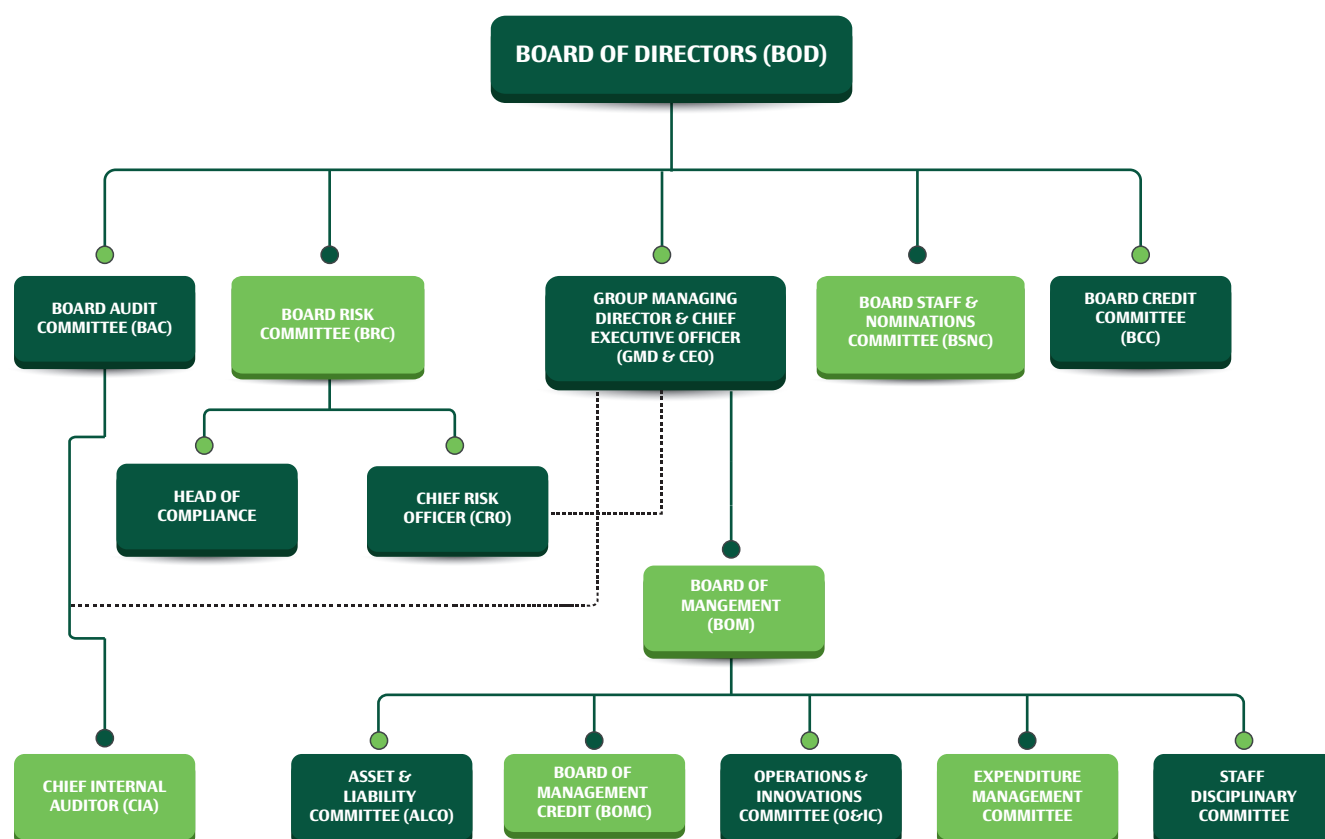 BOARD OF DIRECTORS (BOD)
BOARD AUDIT
COMMITTEE (BAC)
BOARD RISK
COMMITTEE (BRC)
GROUP MANAGING
DIRECTOR & CHIEF
EXECUTIVE OFFICER
(GMD & CEO)
BOARD STAFF &
NOMINATIONS
COMMITTEE (BSNC)
BOARD CREDIT
COMMITTEE
(BCC)
HEAD OF
COMPLIANCE
CHIEF RISK
OFFICER (CRO)
BOARD OF
MANGEMENT
(BOM)
CHIEF INTERNAL
AUDITOR (CIA)
ASSET &
LIABILITY
COMMITTEE (ALCO)
BOARD OF
MANAGEMENT
CREDIT (BOMC)
OPERATIONS &
INNOVATIONS
COMMITTEE (O&IC)
EXPENDITURE
MANAGEMENT
COMMITTEE
STAFF
DISCIPLINARY
COMMITTEE